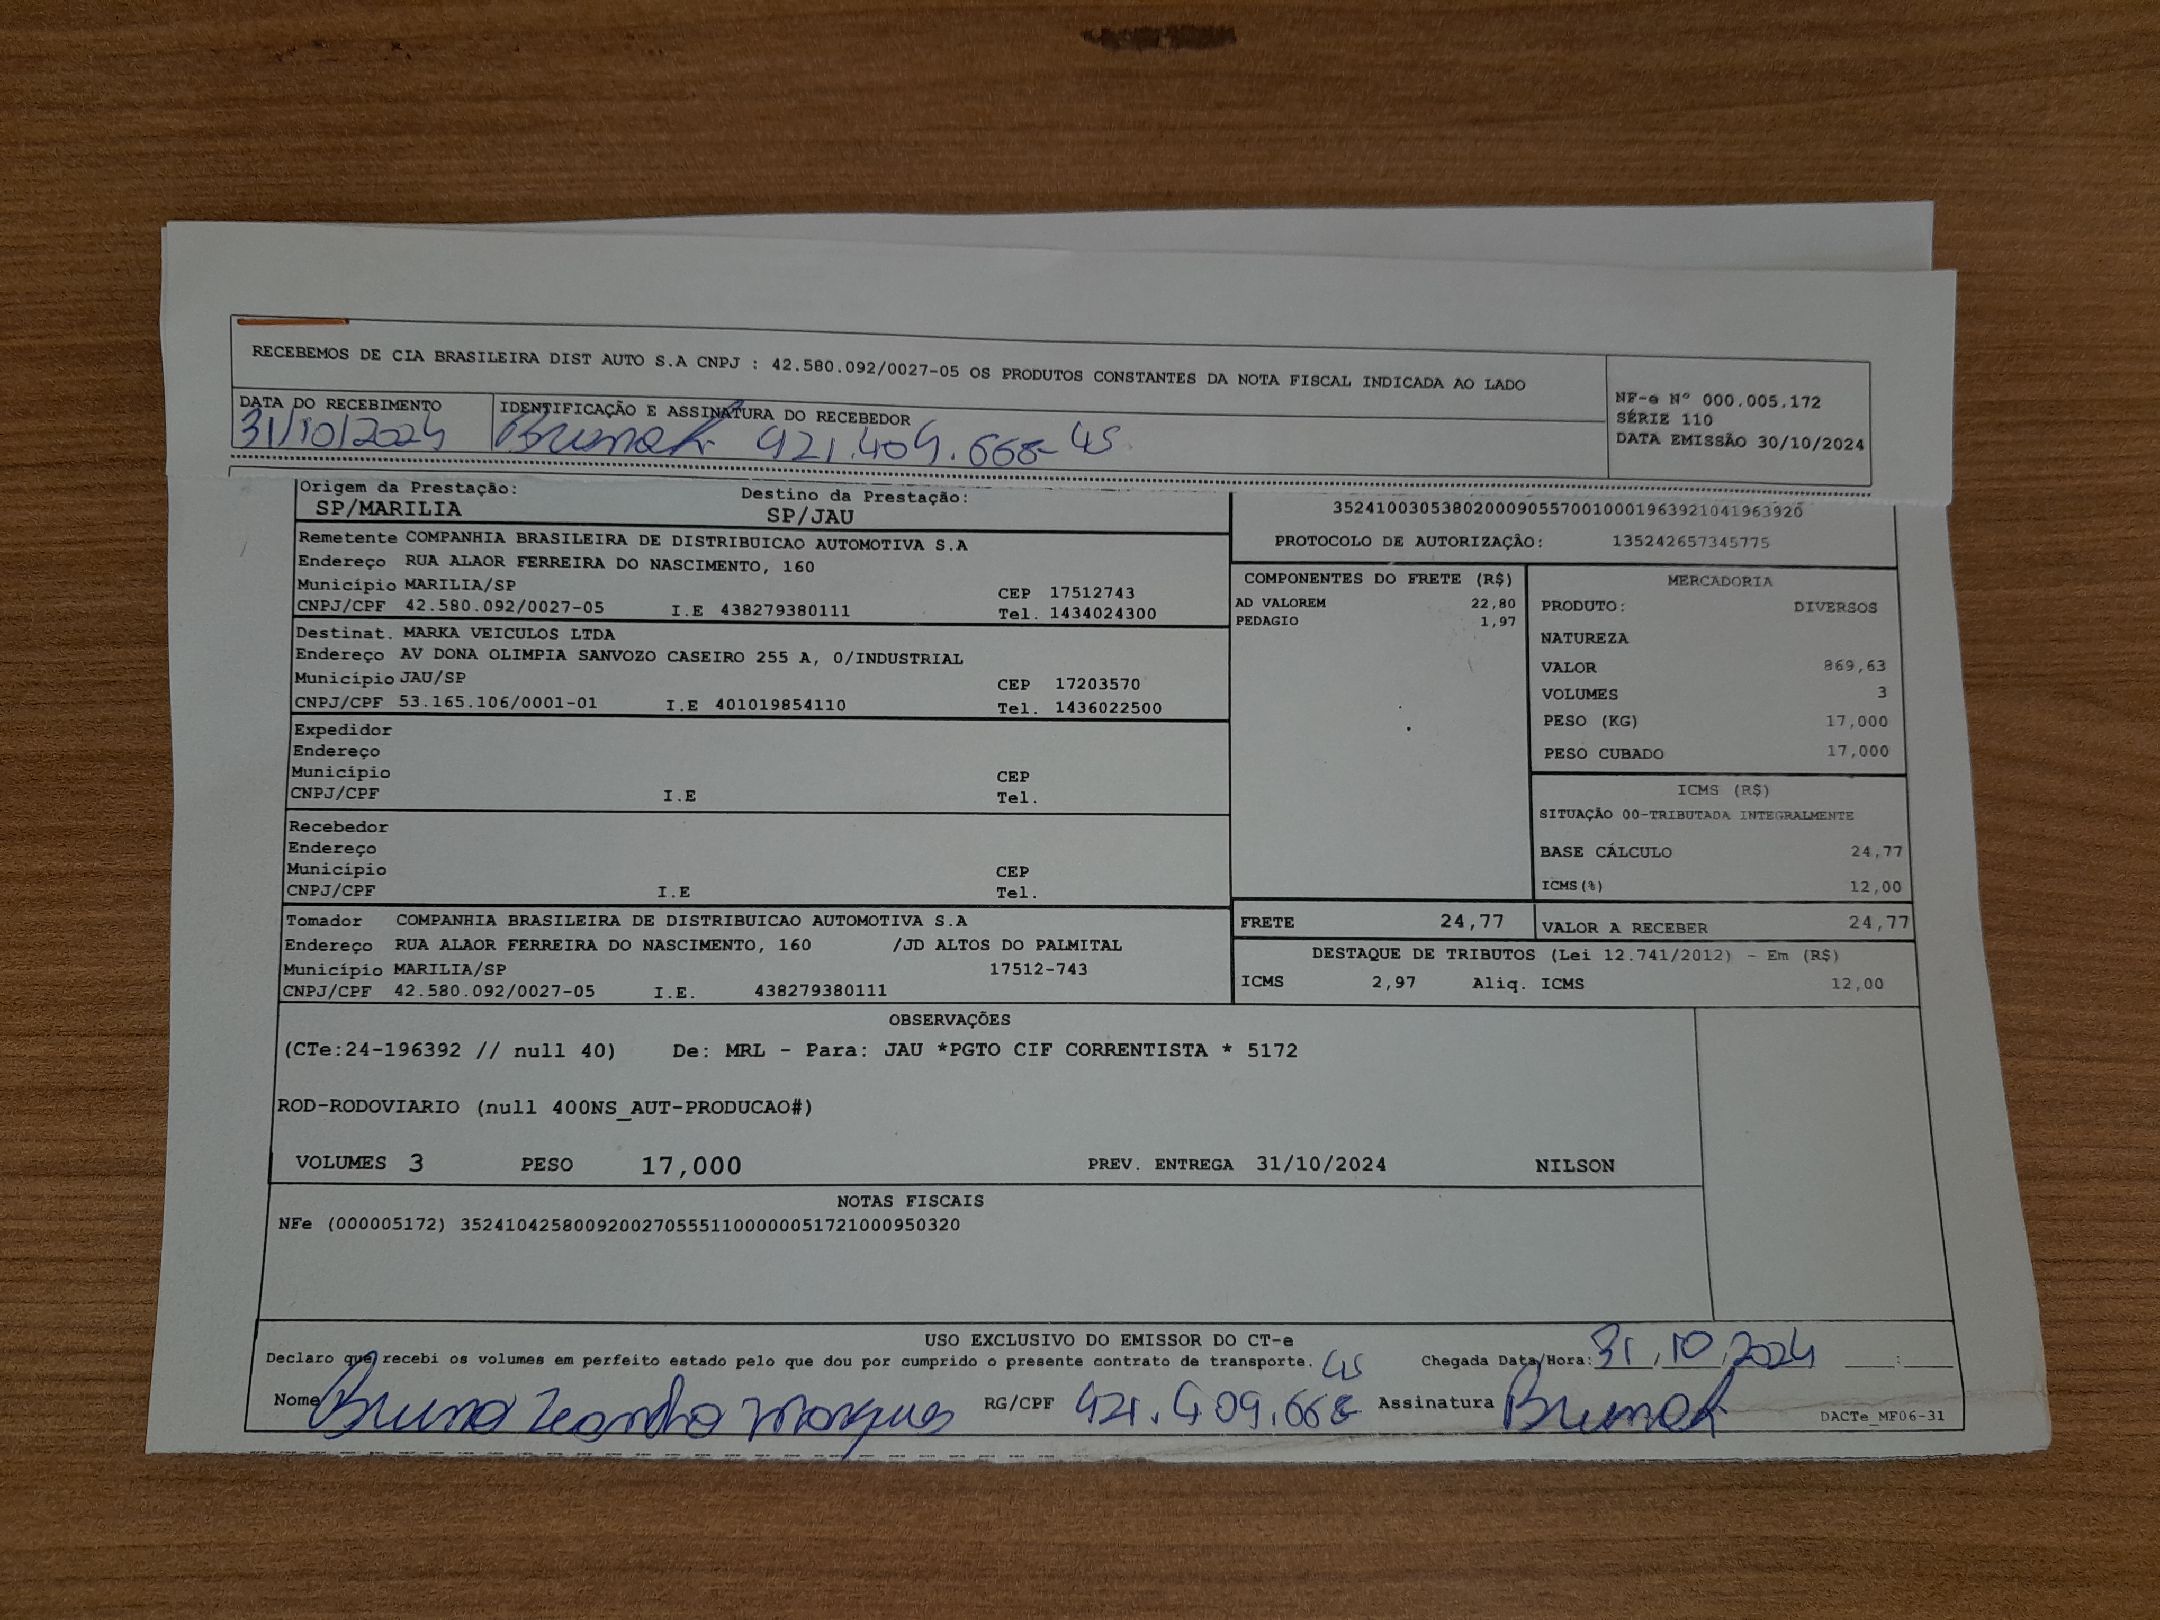 RECEBEMOS DE CIA BRASILEIRA DIST AUTO S.A CNPJ : 42.580.092/0027-05 OS PRODUTOS CONSTANTES DA NOTA FISCAL INDICADA AO LADO
NF-e Nº 000.005.172
SÉRIE 110
DATA EMISSÃO 30/10/2024
DATA DO RECEBIMENTO
31/10/2024
IDENTIFICAÇÃO E ASSINATURA DO RECEBEDOR
421.409.668-45
Origem da Prestação:
SP/MARILIA
Destino da Prestação:
SP/JAU
35241003053802000905570010001963921041963920
PROTOCOLO DE AUTORIZAÇÃO: 135242657345775
Remetente COMPANHIA BRASILEIRA DE DISTRIBUICAO AUTOMOTIVA S.A
Endereço RUA ALAOR FERREIRA DO NASCIMENTO, 160
Município MARILIA/SP CEP 17512743
CNPJ/CPF 42.580.092/0027-05 I.E 438279380111 Tel. 1434024300
Destinat. MARKA VEICULOS LTDA
Endereço AV DONA OLIMPIA SANVOZO CASEIRO 255 A, 0/INDUSTRIAL
Município JAU/SP CEP 17203570
CNPJ/CPF 53.165.106/0001-01 I.E 401019854110 Tel. 1436022500
Expedidor
Endereço
Município CEP
CNPJ/CPF I.E Tel.
Recebedor
Endereço
Município CEP
CNPJ/CPF I.E Tel.
Tomador COMPANHIA BRASILEIRA DE DISTRIBUICAO AUTOMOTIVA S.A
Endereço RUA ALAOR FERREIRA DO NASCIMENTO, 160 /JD ALTOS DO PALMITAL
Município MARILIA/SP 17512-743
CNPJ/CPF 42.580.092/0027-05 I.E. 438279380111
COMPONENTES DO FRETE (R$)
AD VALOREM 22,80
PEDAGIO 1,97
MERCADORIA
PRODUTO: DIVERSOS
NATUREZA
VALOR 869,63
VOLUMES 3
PESO (KG) 17,000
PESO CUBADO 17,000
ICMS (R$)
SITUAÇÃO 00-TRIBUTADA INTEGRALMENTE
BASE CÁLCULO 24,77
ICMS(%) 12,00
FRETE 24,77 VALOR A RECEBER 24,77
DESTAQUE DE TRIBUTOS (Lei 12.741/2012) - Em (R$)
ICMS 2,97 Aliq. ICMS 12,00
OBSERVAÇÕES
(CTe:24-196392 // null 40) De: MRL - Para: JAU *PGTO CIF CORRENTISTA * 5172
ROD-RODOVIARIO (null 400NS_AUT-PRODUCAO#)
VOLUMES 3 PESO 17,000 PREV. ENTREGA 31/10/2024 NILSON
NOTAS FISCAIS
NFe (000005172) 35241042580092002705551100000051721000950320
USO EXCLUSIVO DO EMISSOR DO CT-e
Declaro que recebi os volumes em perfeito estado pelo que dou por cumprido o presente contrato de transporte. Chegada Data/Hora: 31,10,2024 __:__
Nome Bruno Leandro Marques RG/CPF 421.409.668 45 Assinatura
DACTe_MF06-31